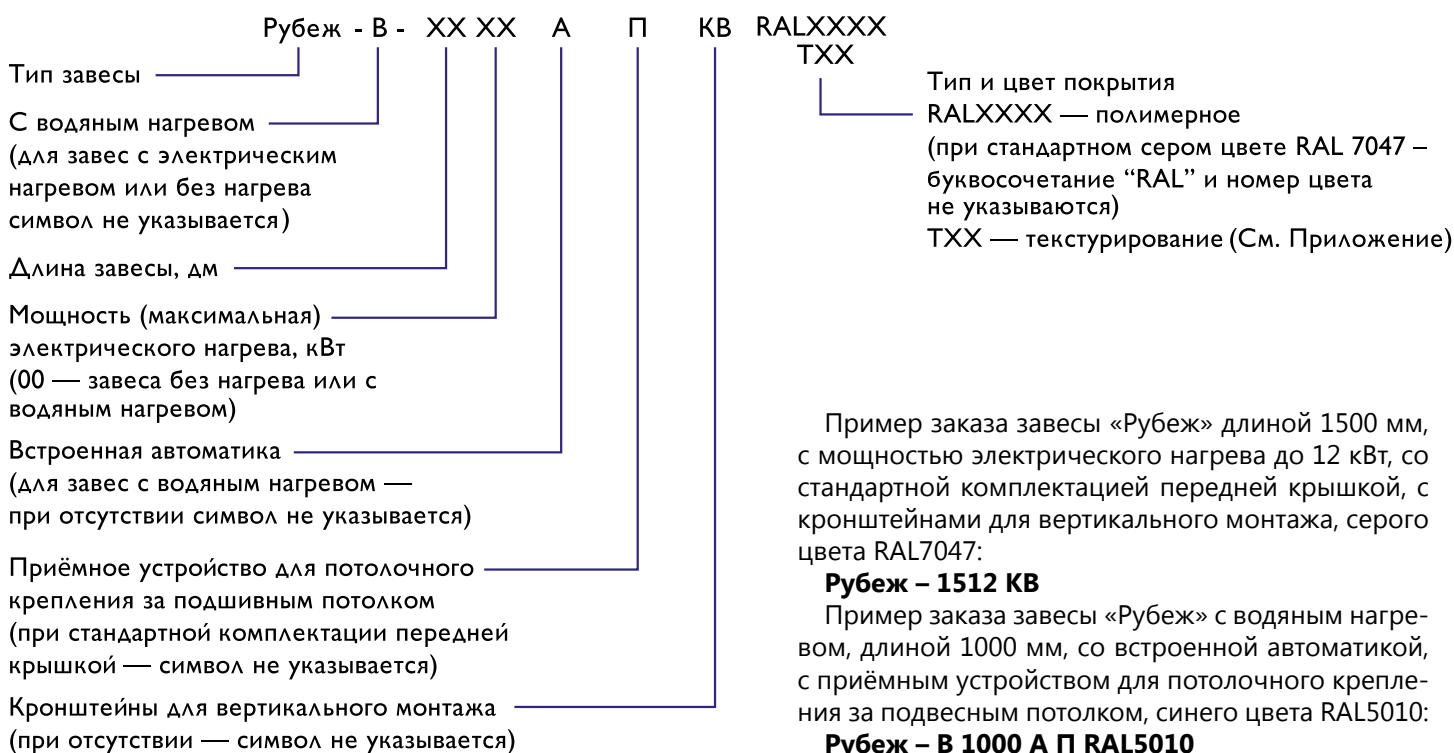 Рубеж - В - ХХ ХХ А П КВ RALXXXX
ТХХ
Тип завесы
С водяным нагревом
(для завес с электрическим
нагревом или без нагрева
символ не указывается)
Длина завесы, дм
Мощность (максимальная)
электрического нагрева, кВт
(00 — завеса без нагрева или с
водяным нагревом)
Встроенная автоматика
(для завес с водяным нагревом —
при отсутствии символ не указывается)
Приёмное устройство для потолочного
крепления за подшивным потолком
(при стандартной комплектации передней
крышкой — символ не указывается)
Кронштейны для вертикального монтажа
(при отсутствии — символ не указывается)
Тип и цвет покрытия
RALXXXX — полимерное
(при стандартном сером цвете RAL 7047 –
буквосочетание “RAL” и номер цвета
не указываются)
ТХХ — текстурирование (См. Приложение)
Пример заказа завесы «Рубеж» длиной 1500 мм,
с мощностью электрического нагрева до 12 кВт, со
стандартной комплектацией передней крышкой, с
кронштейнами для вертикального монтажа, серого
цвета RAL7047:
Рубеж – 1512 КВ
Пример заказа завесы «Рубеж» с водяным нагре-
вом, длиной 1000 мм, со встроенной автоматикой,
с приёмным устройством для потолочного крепле-
ния за подвесным потолком, синего цвета RAL5010:
Рубеж – В 1000 А П RAL5010